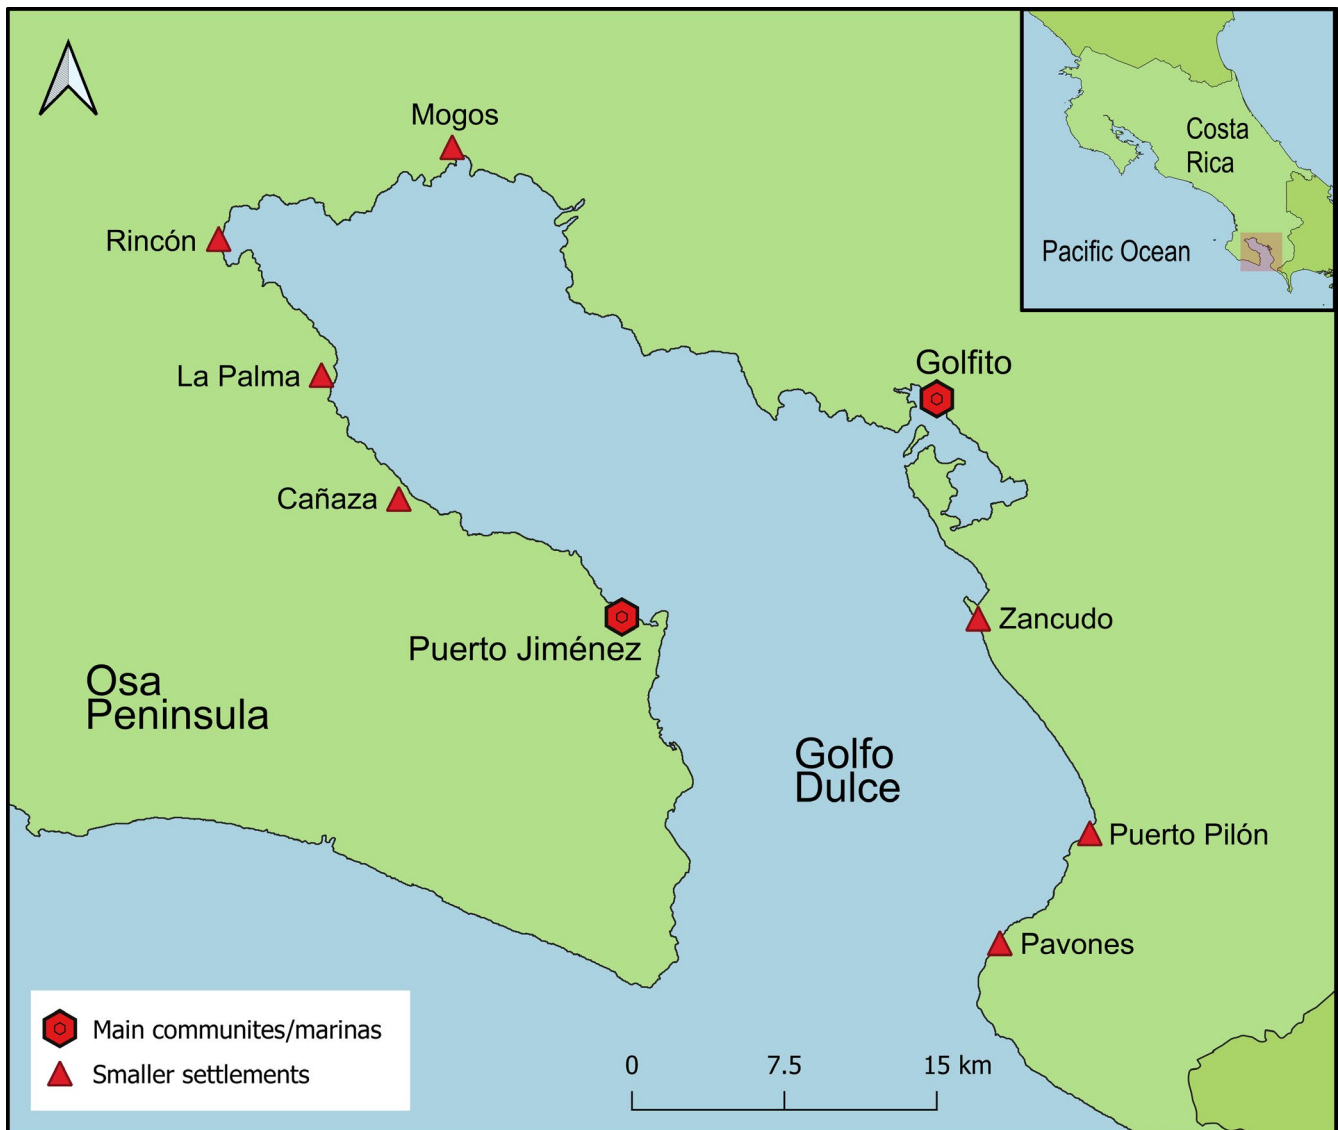 Mogos
Costa
Rica
Rincón
Pacific Ocean
Golfito
La Palma
Cañaza
Zancudo
Puerto Jiménez
Osa
Peninsula
Golfo
Dulce
Puerto Pilón
Pavones
Main communites/marinas
Smaller settlements
0 7.5 15 km